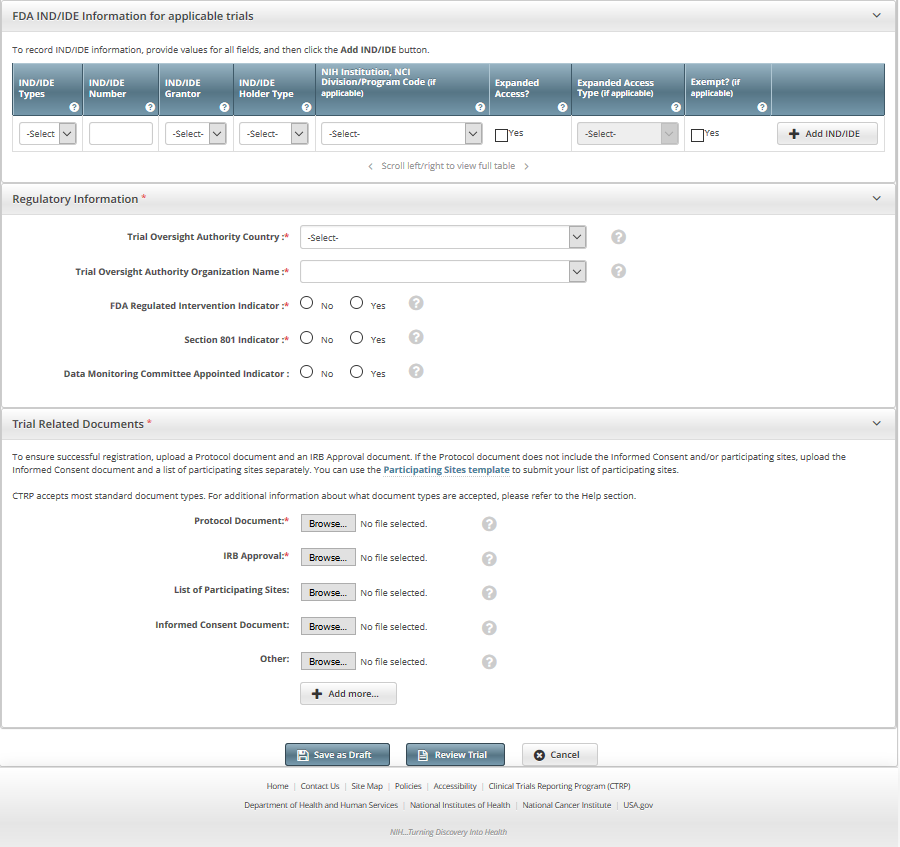 FDA IND/IDE Information for applicable trials
To record IND/IDE information, provide values for all fields, and then click the Add IND/IDE button.
IND/IDE Types ?
IND/IDE Number ?
IND/IDE Grantor ?
IND/IDE Holder Type ?
NIH Institution, NCI Division/Program Code (if applicable) ?
Expanded Access? ?
Expanded Access Type (if applicable) ?
Exempt? (if applicable) ?
-Select -Select- -Select- -Select- Yes -Select- Yes + Add IND/IDE
< Scroll left/right to view full table >
Regulatory Information *
Trial Oversight Authority Country :* -Select- ?
Trial Oversight Authority Organization Name :* ?
FDA Regulated Intervention Indicator :* No Yes ?
Section 801 Indicator :* No Yes ?
Data Monitoring Committee Appointed Indicator : No Yes ?
Trial Related Documents *
To ensure successful registration, upload a Protocol document and an IRB Approval document. If the Protocol document does not include the Informed Consent and/or participating sites, upload the
Informed Consent document and a list of participating sites separately. You can use the Participating Sites template to submit your list of participating sites.
CTRP accepts most standard document types. For additional information about what document types are accepted, please refer to the Help section.
Protocol Document:* Browse... No file selected. ?
IRB Approval:* Browse... No file selected. ?
List of Participating Sites: Browse... No file selected. ?
Informed Consent Document: Browse... No file selected. ?
Other: Browse... No file selected. ?
+ Add more...
Save as Draft Review Trial Cancel
Home | Contact Us | Site Map | Policies | Accessibility | Clinical Trials Reporting Program (CTRP)
Department of Health and Human Services | National Institutes of Health | National Cancer Institute | USA.gov
NIH...Turning Discovery Into Health